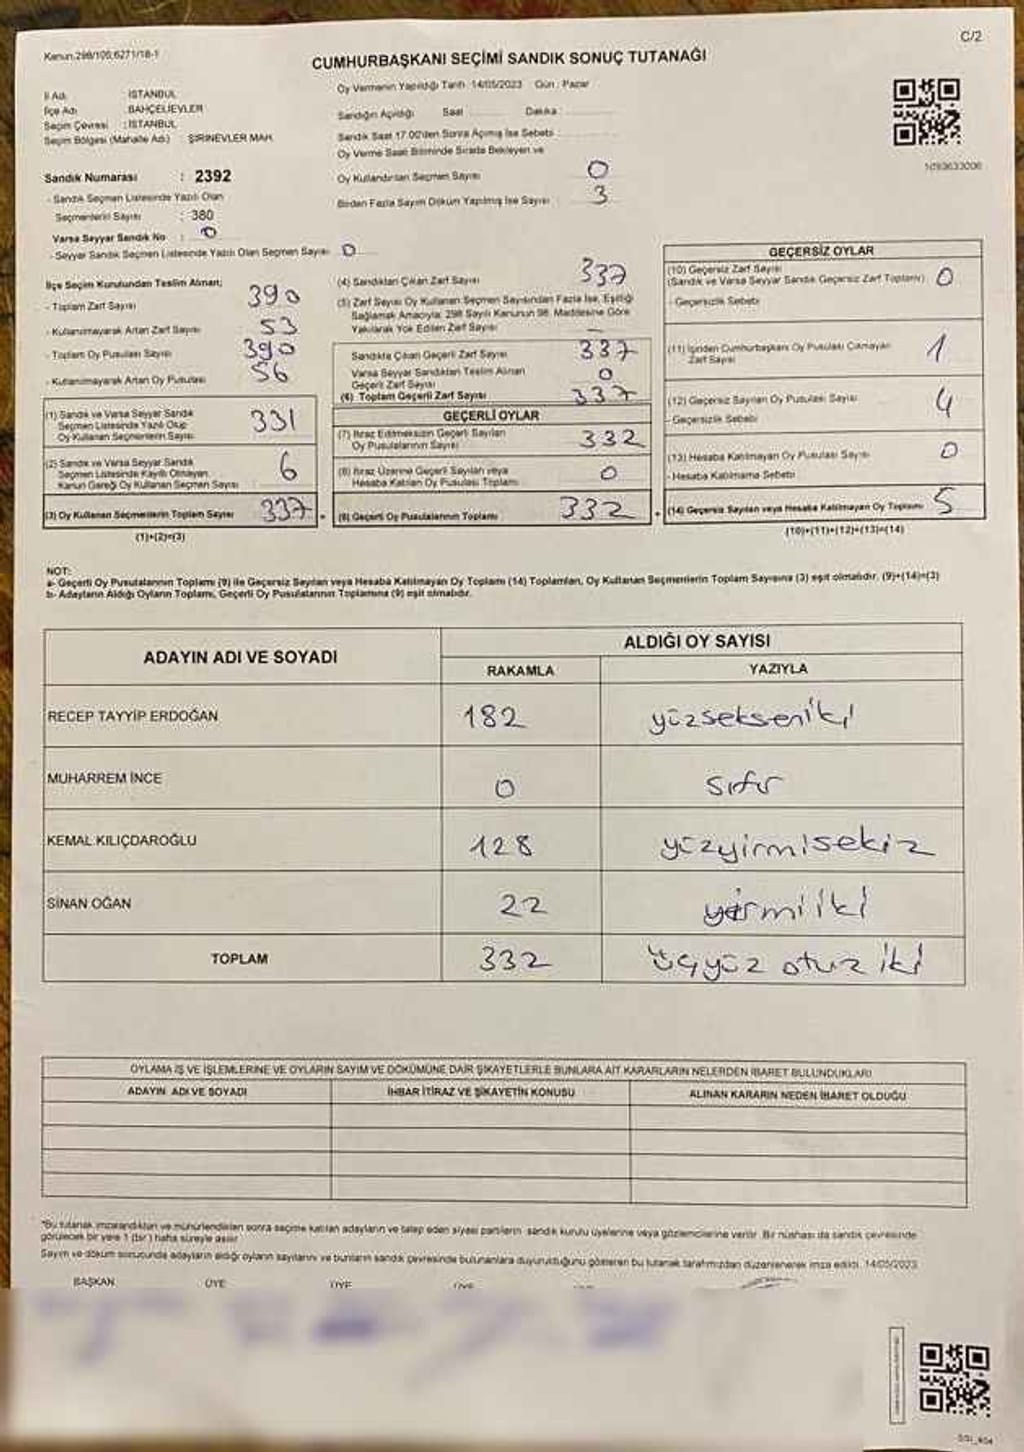 Kanun.298/106;6271/18-1
C/2
CUMHURBAŞKANI SEÇİMİ SANDIK SONUÇ TUTANAĞI
İl Adı : İSTANBUL
İlçe Adı : BAHÇELİEVLER
Seçim Çevresi : İSTANBUL
Seçim Bölgesi (Mahalle Adı) : ŞİRİNEVLER MAH.
Sandık Numarası : 2392
- Sandık Seçmen Listesinde Yazılı Olan
Seçmenlerin Sayısı : 380
Varsa Seyyar Sandık No : 0
- Seyyar Sandık Seçmen Listesinde Yazılı Olan Seçmen Sayısı 0
Oy Vermenin Yapıldığı Tarih :14/05/2023 Gün : Pazar
Sandığın Açıldığı Saat Dakika :
Sandık Saat 17.00'den Sonra Açılmış İse Sebebi :
Oy Verme Saati Bitiminde Sırada Bekleyen ve
Oy Kullandırılan Seçmen Sayısı 0
Birden Fazla Sayım Döküm Yapılmış İse Sayısı 3
1093633006
İlçe Seçim Kurulundan Teslim Alınan;
- Toplam Zarf Sayısı 390
- Kullanılmayarak Artan Zarf Sayısı 53
- Toplam Oy Pusulası Sayısı 390
- Kullanılmayarak Artan Oy Pusulası 56
(1) Sandık ve Varsa Seyyar Sandık
Seçmen Listesinde Yazılı Olup
Oy Kullanan Seçmenlerin Sayısı 331
(2) Sandık ve Varsa Seyyar Sandık
Seçmen Listesinde Kayıtlı Olmayan
Kanun Gereği Oy Kullanan Seçmen Sayısı 6
(3) Oy Kullanan Seçmenlerin Toplam Sayısı 337
(1)+(2)=(3)
(4) Sandıktan Çıkan Zarf Sayısı 337
(5) Zarf Sayısı Oy Kullanan Seçmen Sayısından Fazla İse, Eşitliği
Sağlamak Amacıyla, 298 Sayılı Kanunun 98. Maddesine Göre
Yakılarak Yok Edilen Zarf Sayısı —
Sandıkta Çıkan Geçerli Zarf Sayısı 337
Varsa Seyyar Sandıktan Teslim Alınan
Geçerli Zarf Sayısı 0
(6) Toplam Geçerli Zarf Sayısı 337
GEÇERLİ OYLAR
(7) İtiraz Edilmeksizin Geçerli Sayılan
Oy Pusulalarının Sayısı 332
(8) İtiraz Üzerine Geçerli Sayılan veya
Hesaba Katılan Oy Pusulası Toplamı 0
(9) Geçerli Oy Pusulalarının Toplamı 332
GEÇERSİZ OYLAR
(10) Geçersiz Zarf Sayısı
(Sandık ve Varsa Seyyar Sandık Geçersiz Zarf Toplamı) 0
- Geçersizlik Sebebi
(11) İçinden Cumhurbaşkanı Oy Pusulası Çıkmayan
Zarf Sayısı 1
(12) Geçersiz Sayılan Oy Pusulası Sayısı 4
- Geçersizlik Sebebi
(13) Hesaba Katılmayan Oy Pusulası Sayısı 0
- Hesaba Katılmama Sebebi
(14) Geçersiz Sayılan veya Hesaba Katılmayan Oy Toplamı 5
(10)+(11)+(12)+(13)=(14)
NOT:
a- Geçerli Oy Pusulalarının Toplamı (9) ile Geçersiz Sayılan veya Hesaba Katılmayan Oy Toplamı (14) Toplamları, Oy Kullanan Seçmenlerin Toplam Sayısına (3) eşit olmalıdır. (9)+(14)=(3)
b- Adayların Aldığı Oyların Toplamı, Geçerli Oy Pusulalarının Toplamına (9) eşit olmalıdır.
ADAYIN ADI VE SOYADI
ALDIĞI OY SAYISI
RAKAMLA YAZIYLA
RECEP TAYYİP ERDOĞAN 182 yüzsekseniki
MUHARREM İNCE 0 sıfır
KEMAL KILIÇDAROĞLU 128 yüzyirmisekiz
SİNAN OĞAN 22 yirmi iki
TOPLAM 332 üçyüz otuz iki
OYLAMA İŞ VE İŞLEMLERİNE VE OYLARIN SAYIM VE DÖKÜMÜNE DAİR ŞİKAYETLERLE BUNLARA AİT KARARLARIN NELERDEN İBARET BULUNDUKLARI
ADAYIN ADI VE SOYADI İHBAR İTİRAZ VE ŞİKAYETİN KONUSU ALINAN KARARIN NEDEN İBARET OLDUĞU
*Bu tutanak imzalandıktan ve mühürlendikten sonra seçime katılan adayların ve talep eden siyasi partilerin sandık kurulu üyelerine veya gözlemcilerine verilir. Bir nüshası da sandık çevresinde
görülecek bir yere 1 (bir) hafta süreyle asılır.
Sayım ve döküm sonucunda adayların aldığı oyların sayılarını ve bunların sandık çevresinde bulunanlara duyurulduğunu gösteren bu tutanak tarafımızdan düzenlenerek imza edildi. 14/05/2023
BAŞKAN ÜYE ÜYE ÜYE